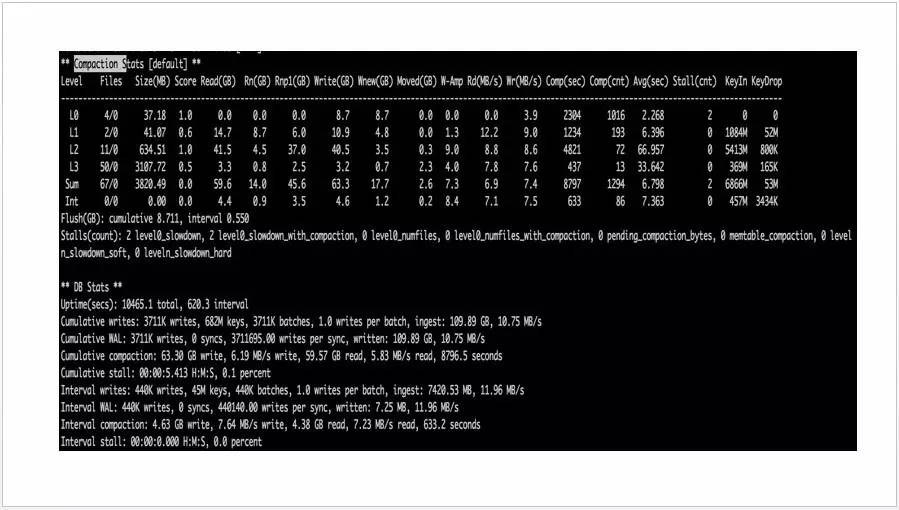 ** Compaction Stats [default] **
Level Files Size(MB) Score Read(GB) Rn(GB) Rnp1(GB) Write(GB) Wnew(GB) Moved(GB) W-Amp Rd(MB/s) Wr(MB/s) Comp(sec) Comp(cnt) Avg(sec) Stall(cnt) KeyIn KeyDrop
L0 4/0 37.18 1.0 0.0 0.0 0.0 8.7 8.7 0.0 0.0 0.0 3.9 2304 1016 2.268 2 0 0
L1 2/0 41.07 0.6 14.7 8.7 6.0 10.9 4.8 0.0 1.3 12.2 9.0 1234 193 6.396 0 1084M 52M
L2 11/0 634.51 1.0 41.5 4.5 37.0 40.5 3.5 0.3 9.0 8.8 8.6 4821 72 66.957 0 5413M 800K
L3 50/0 3107.72 0.5 3.3 0.8 2.5 3.2 0.7 2.3 4.0 7.8 7.6 437 13 33.642 0 369M 165K
Sum 67/0 3820.49 0.0 59.6 14.0 45.6 63.3 17.7 2.6 7.3 6.9 7.4 8797 1294 6.798 2 6866M 53M
Int 0/0 0.00 0.0 4.4 0.9 3.5 4.6 1.2 0.2 8.4 7.1 7.5 633 86 7.363 0 457M 3434K
Flush(GB): cumulative 8.711, interval 0.550
Stalls(count): 2 level0_slowdown, 2 level0_slowdown_with_compaction, 0 level0_numfiles, 0 level0_numfiles_with_compaction, 0 pending_compaction_bytes, 0 memtable_compaction, 0 level
n_slowdown_soft, 0 leveln_slowdown_hard
** DB Stats **
Uptime(secs): 10465.1 total, 620.3 interval
Cumulative writes: 3711K writes, 682M keys, 3711K batches, 1.0 writes per batch, ingest: 109.89 GB, 10.75 MB/s
Cumulative WAL: 3711K writes, 0 syncs, 3711695.00 writes per sync, written: 109.89 GB, 10.75 MB/s
Cumulative compaction: 63.30 GB write, 6.19 MB/s write, 59.57 GB read, 5.83 MB/s read, 8796.5 seconds
Cumulative stall: 00:00:5.413 H:M:S, 0.1 percent
Interval writes: 440K writes, 45M keys, 440K batches, 1.0 writes per batch, ingest: 7420.53 MB, 11.96 MB/s
Interval WAL: 440K writes, 0 syncs, 440140.00 writes per sync, written: 7.25 MB, 11.96 MB/s
Interval compaction: 4.63 GB write, 7.64 MB/s write, 4.38 GB read, 7.23 MB/s read, 633.2 seconds
Interval stall: 00:00:0.000 H:M:S, 0.0 percent